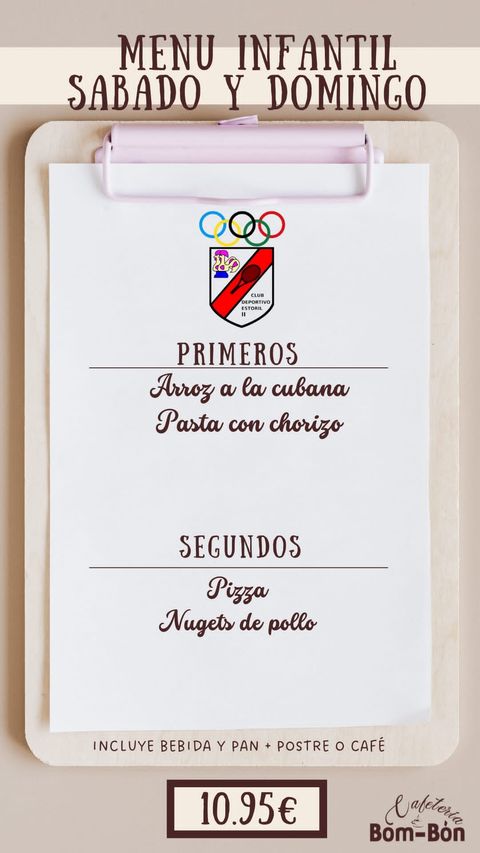 MENU INFANTIL
SABADO Y DOMINGO
CLUB
DEPORTIVO
ESTORIL
II
PRIMEROS
Arroz a la cubana
Pasta con chorizo
SEGUNDOS
Pizza
Nugets de pollo
INCLUYE BEBIDA Y PAN + POSTRE O CAFÉ
10.95€
Cafetería
Bom-Bòn